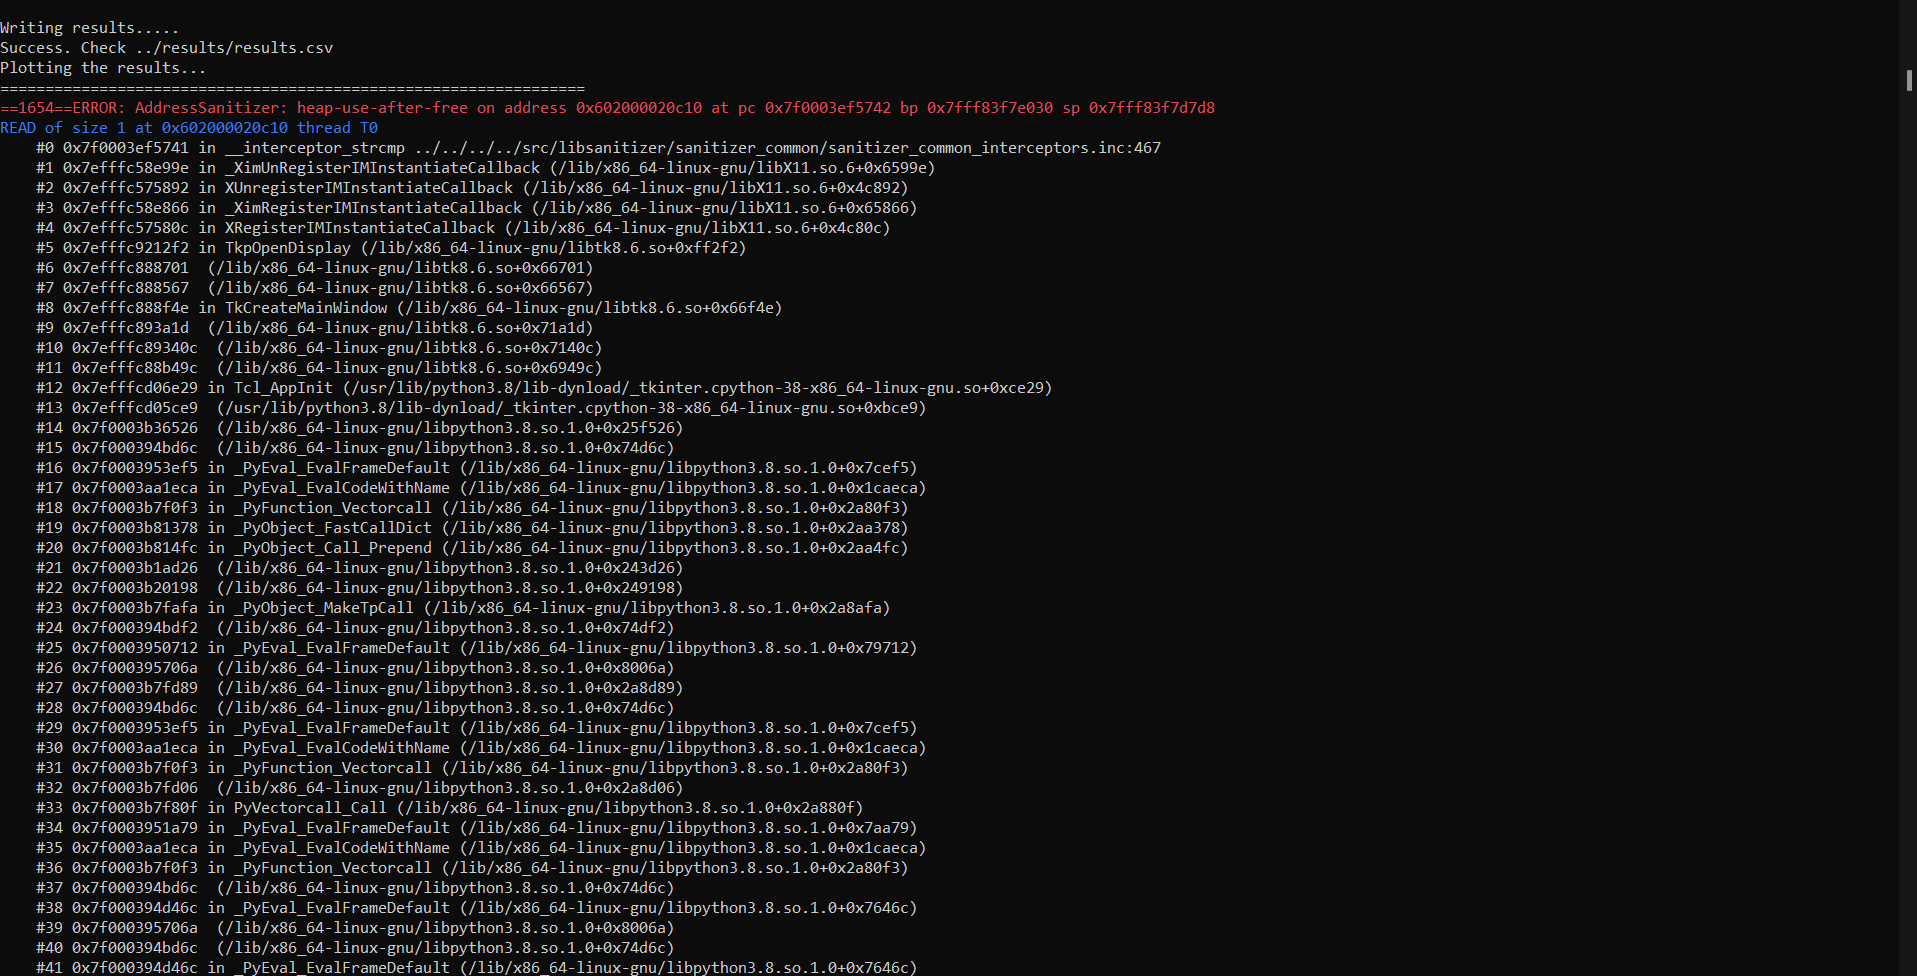 Writing results.....
Success. Check ../results/results.csv
Plotting the results...
=================================================================
==1654==ERROR: AddressSanitizer: heap-use-after-free on address 0x602000020c10 at pc 0x7f0003ef5742 bp 0x7fff83f7e030 sp 0x7fff83f7d7d8
READ of size 1 at 0x602000020c10 thread T0
    #0 0x7f0003ef5741 in __interceptor_strcmp ../../../../src/libsanitizer/sanitizer_common/sanitizer_common_interceptors.inc:467
    #1 0x7efffc58e99e in _XimUnRegisterIMInstantiateCallback (/lib/x86_64-linux-gnu/libX11.so.6+0x6599e)
    #2 0x7efffc575892 in XUnregisterIMInstantiateCallback (/lib/x86_64-linux-gnu/libX11.so.6+0x4c892)
    #3 0x7efffc58e866 in _XimRegisterIMInstantiateCallback (/lib/x86_64-linux-gnu/libX11.so.6+0x65866)
    #4 0x7efffc57580c in XRegisterIMInstantiateCallback (/lib/x86_64-linux-gnu/libX11.so.6+0x4c80c)
    #5 0x7efffc9212f2 in TkpOpenDisplay (/lib/x86_64-linux-gnu/libtk8.6.so+0xff2f2)
    #6 0x7efffc888701  (/lib/x86_64-linux-gnu/libtk8.6.so+0x66701)
    #7 0x7efffc888567  (/lib/x86_64-linux-gnu/libtk8.6.so+0x66567)
    #8 0x7efffc888f4e in TkCreateMainWindow (/lib/x86_64-linux-gnu/libtk8.6.so+0x66f4e)
    #9 0x7efffc893a1d  (/lib/x86_64-linux-gnu/libtk8.6.so+0x71a1d)
    #10 0x7efffc89340c  (/lib/x86_64-linux-gnu/libtk8.6.so+0x7140c)
    #11 0x7efffc88b49c  (/lib/x86_64-linux-gnu/libtk8.6.so+0x6949c)
    #12 0x7efffcd06e29 in Tcl_AppInit (/usr/lib/python3.8/lib-dynload/_tkinter.cpython-38-x86_64-linux-gnu.so+0xce29)
    #13 0x7efffcd05ce9  (/usr/lib/python3.8/lib-dynload/_tkinter.cpython-38-x86_64-linux-gnu.so+0xbce9)
    #14 0x7f0003b36526  (/lib/x86_64-linux-gnu/libpython3.8.so.1.0+0x25f526)
    #15 0x7f000394bd6c  (/lib/x86_64-linux-gnu/libpython3.8.so.1.0+0x74d6c)
    #16 0x7f0003953ef5 in _PyEval_EvalFrameDefault (/lib/x86_64-linux-gnu/libpython3.8.so.1.0+0x7cef5)
    #17 0x7f0003aa1eca in _PyEval_EvalCodeWithName (/lib/x86_64-linux-gnu/libpython3.8.so.1.0+0x1caeca)
    #18 0x7f0003b7f0f3 in _PyFunction_Vectorcall (/lib/x86_64-linux-gnu/libpython3.8.so.1.0+0x2a80f3)
    #19 0x7f0003b81378 in _PyObject_FastCallDict (/lib/x86_64-linux-gnu/libpython3.8.so.1.0+0x2aa378)
    #20 0x7f0003b814fc in _PyObject_Call_Prepend (/lib/x86_64-linux-gnu/libpython3.8.so.1.0+0x2aa4fc)
    #21 0x7f0003b1ad26  (/lib/x86_64-linux-gnu/libpython3.8.so.1.0+0x243d26)
    #22 0x7f0003b20198  (/lib/x86_64-linux-gnu/libpython3.8.so.1.0+0x249198)
    #23 0x7f0003b7fafa in _PyObject_MakeTpCall (/lib/x86_64-linux-gnu/libpython3.8.so.1.0+0x2a8afa)
    #24 0x7f000394bdf2  (/lib/x86_64-linux-gnu/libpython3.8.so.1.0+0x74df2)
    #25 0x7f0003950712 in _PyEval_EvalFrameDefault (/lib/x86_64-linux-gnu/libpython3.8.so.1.0+0x79712)
    #26 0x7f000395706a  (/lib/x86_64-linux-gnu/libpython3.8.so.1.0+0x8006a)
    #27 0x7f0003b7fd89  (/lib/x86_64-linux-gnu/libpython3.8.so.1.0+0x2a8d89)
    #28 0x7f000394bd6c  (/lib/x86_64-linux-gnu/libpython3.8.so.1.0+0x74d6c)
    #29 0x7f0003953ef5 in _PyEval_EvalFrameDefault (/lib/x86_64-linux-gnu/libpython3.8.so.1.0+0x7cef5)
    #30 0x7f0003aa1eca in _PyEval_EvalCodeWithName (/lib/x86_64-linux-gnu/libpython3.8.so.1.0+0x1caeca)
    #31 0x7f0003b7f0f3 in _PyFunction_Vectorcall (/lib/x86_64-linux-gnu/libpython3.8.so.1.0+0x2a80f3)
    #32 0x7f0003b7fd06  (/lib/x86_64-linux-gnu/libpython3.8.so.1.0+0x2a8d06)
    #33 0x7f0003b7f80f in PyVectorcall_Call (/lib/x86_64-linux-gnu/libpython3.8.so.1.0+0x2a880f)
    #34 0x7f0003951a79 in _PyEval_EvalFrameDefault (/lib/x86_64-linux-gnu/libpython3.8.so.1.0+0x7aa79)
    #35 0x7f0003aa1eca in _PyEval_EvalCodeWithName (/lib/x86_64-linux-gnu/libpython3.8.so.1.0+0x1caeca)
    #36 0x7f0003b7f0f3 in _PyFunction_Vectorcall (/lib/x86_64-linux-gnu/libpython3.8.so.1.0+0x2a80f3)
    #37 0x7f000394bd6c  (/lib/x86_64-linux-gnu/libpython3.8.so.1.0+0x74d6c)
    #38 0x7f000394d46c in _PyEval_EvalFrameDefault (/lib/x86_64-linux-gnu/libpython3.8.so.1.0+0x7646c)
    #39 0x7f000395706a  (/lib/x86_64-linux-gnu/libpython3.8.so.1.0+0x8006a)
    #40 0x7f000394bd6c  (/lib/x86_64-linux-gnu/libpython3.8.so.1.0+0x74d6c)
    #41 0x7f000394d46c in _PyEval_EvalFrameDefault (/lib/x86_64-linux-gnu/libpython3.8.so.1.0+0x7646c)